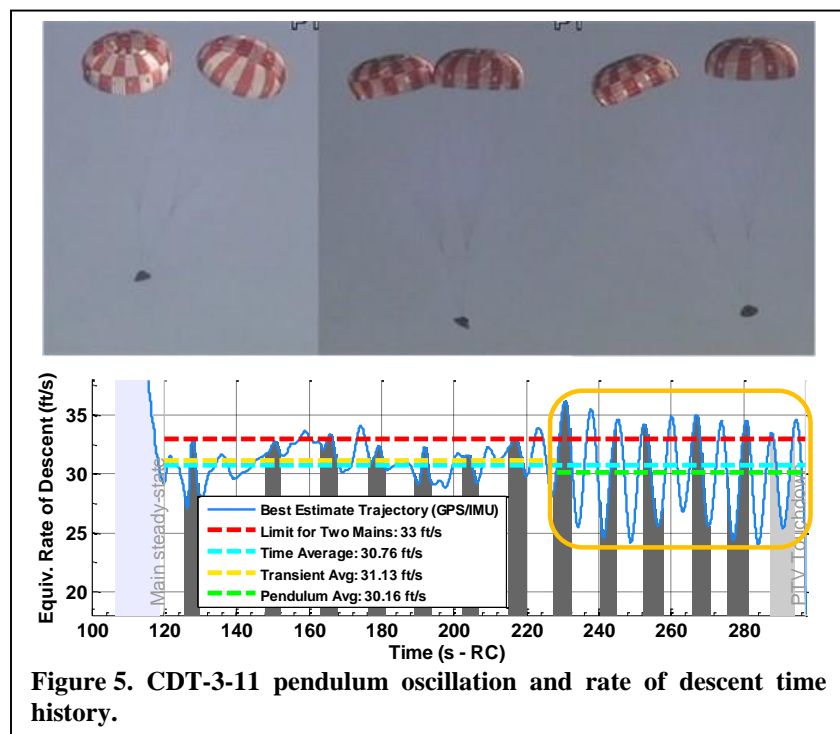 35
30
25
20
Equiv. Rate of Descent (ft/s)
Main steady-state
PTV Touchdown
Best Estimate Trajectory (GPS/IMU)
Limit for Two Mains: 33 ft/s
Time Average: 30.76 ft/s
Transient Avg: 31.13 ft/s
Pendulum Avg: 30.16 ft/s
100 120 140 160 180 200 220 240 260 280
Time (s - RC)
Figure 5. CDT-3-11 pendulum oscillation and rate of descent time
history.